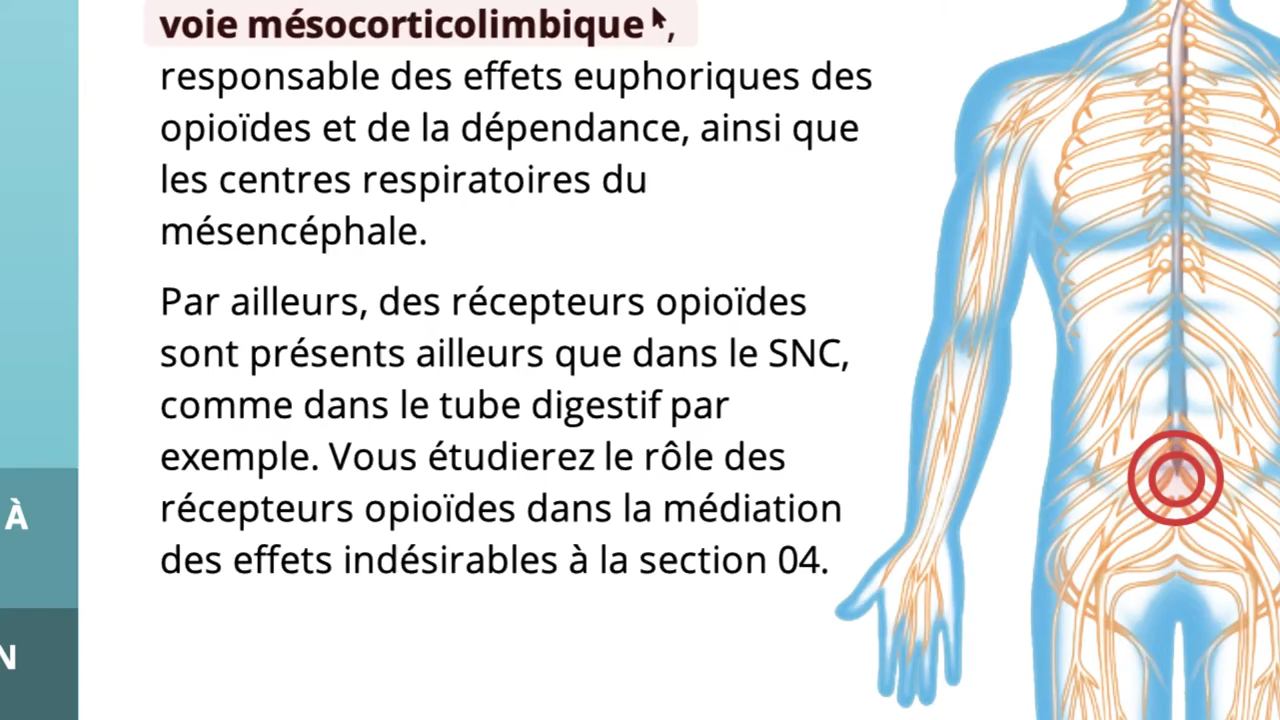 voie mésocorticolimbique,
responsable des effets euphoriques des
opioïdes et de la dépendance, ainsi que
les centres respiratoires du
mésencéphale.
Par ailleurs, des récepteurs opioïdes
sont présents ailleurs que dans le SNC,
comme dans le tube digestif par
exemple. Vous étudierez le rôle des
récepteurs opioïdes dans la médiation
des effets indésirables à la section 04.
À
N